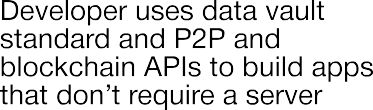 Developer uses data vault
standard and P2P and
blockchain APIs to build apps
that don’t require a server